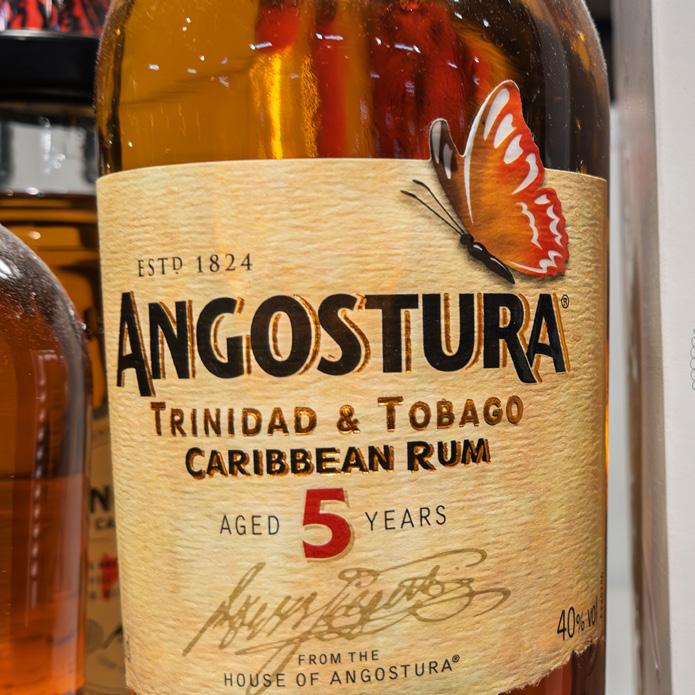 ESTD 1824
ANGOSTURA®
TRINIDAD & TOBAGO
CARIBBEAN RUM
AGED 5 YEARS
40% vol
FROM THE
HOUSE OF ANGOSTURA®